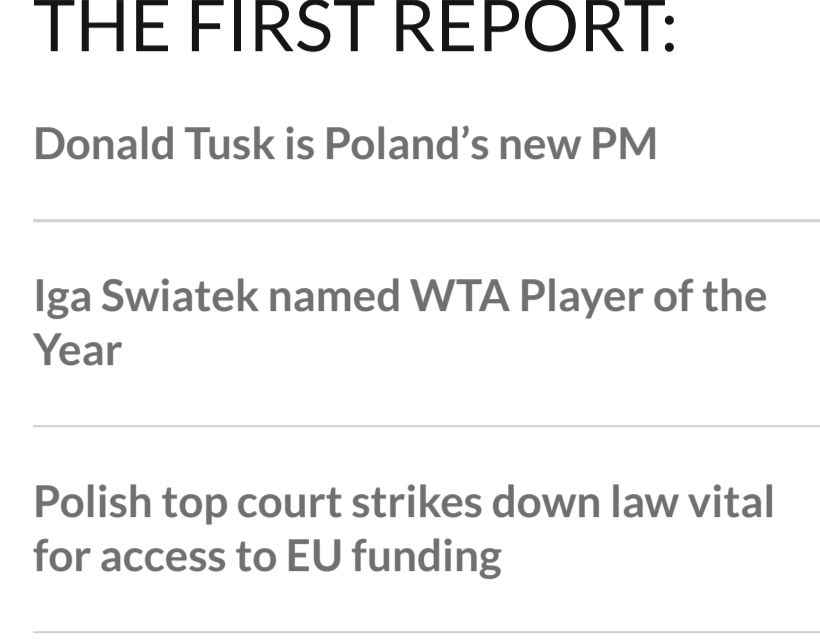 THE FIRST REPORT:
Donald Tusk is Poland’s new PM
Iga Swiatek named WTA Player of the
Year
Polish top court strikes down law vital
for access to EU funding